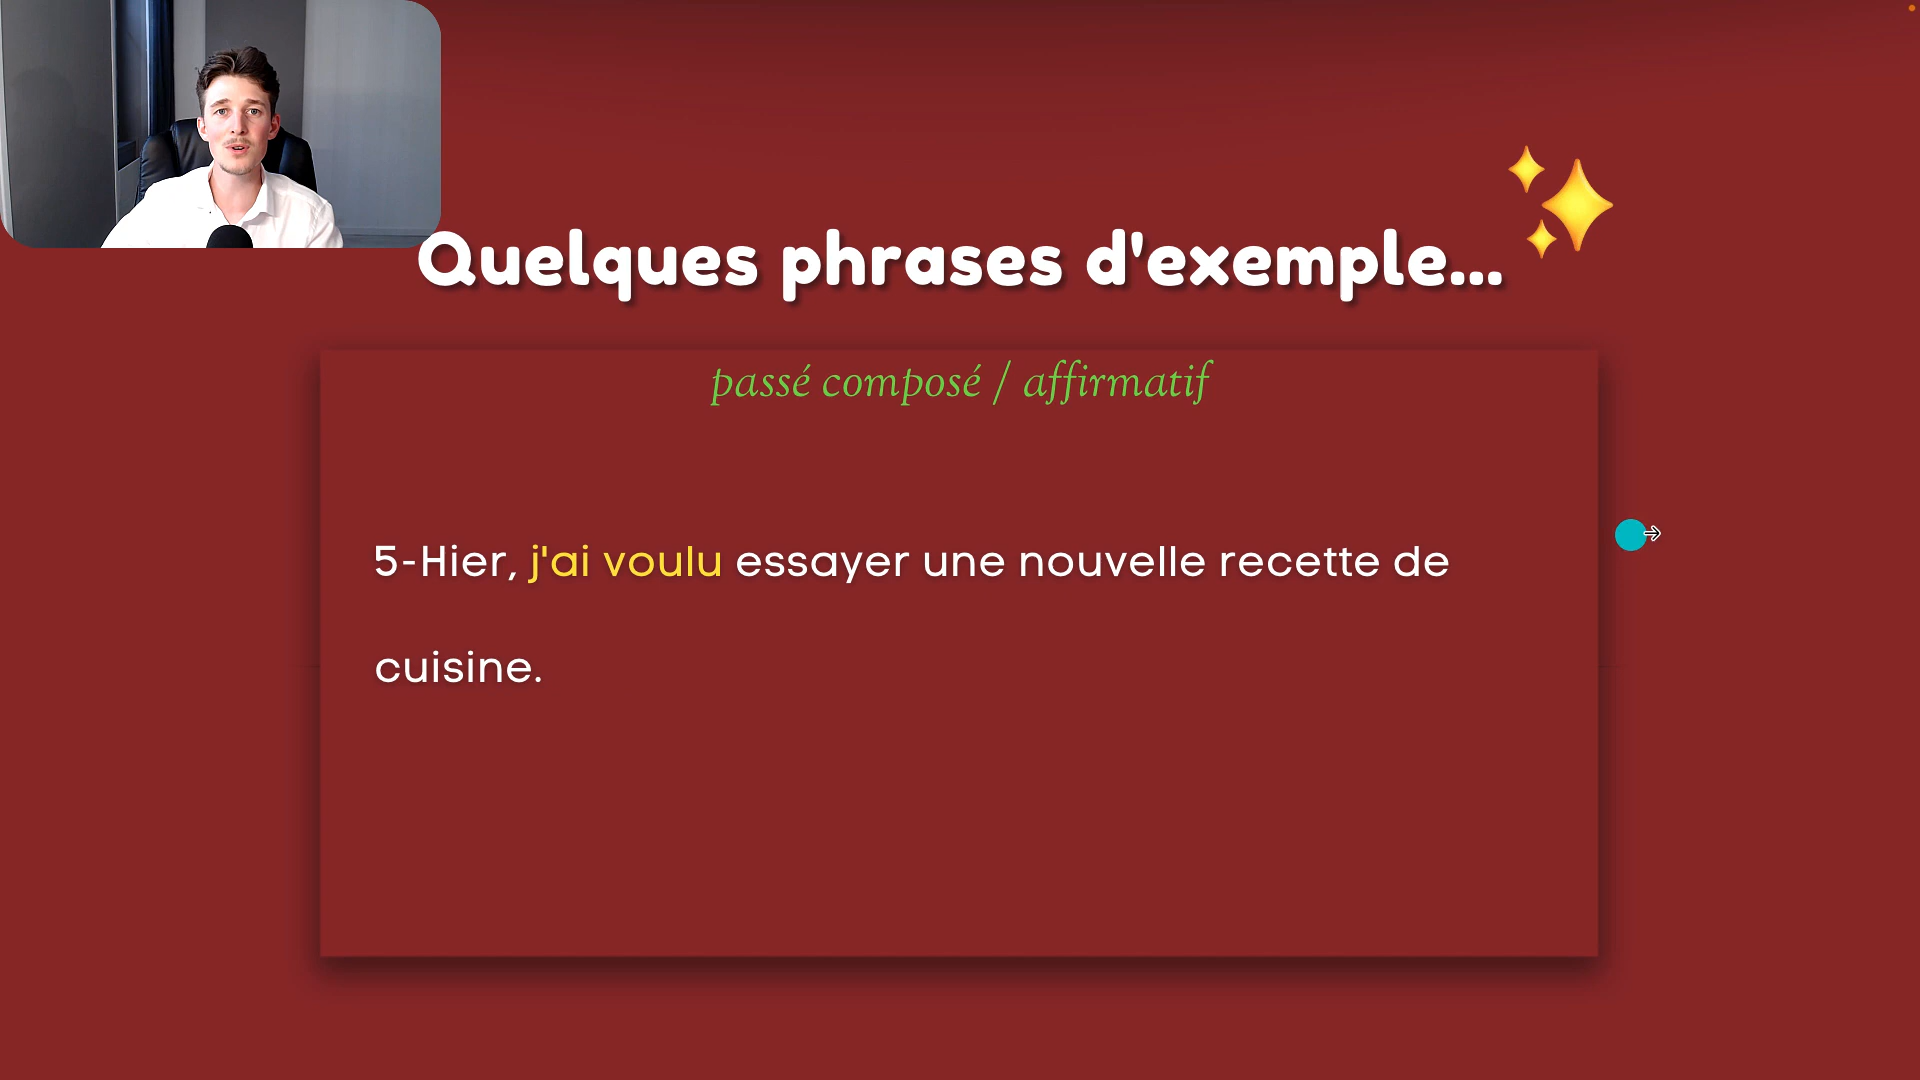 Quelques phrases d'exemple...
passé composé / affirmatif
5-Hier, j'ai voulu essayer une nouvelle recette de
cuisine.